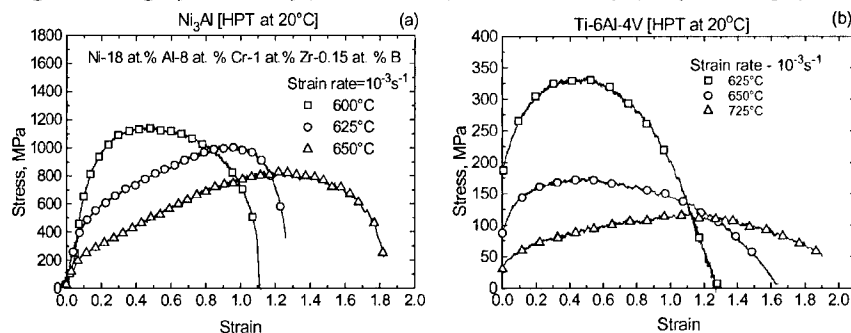 Ni₃Al [HPT at 20°C]
(a)
Ni-18 at.% Al-8 at. % Cr-1 at.% Zr-0.15 at. % B
Strain rate=10⁻³s⁻¹
600°C
625°C
650°C
Stress, MPa
1800
1600
1400
1200
1000
800
600
400
200
0
0.0 0.2 0.4 0.6 0.8 1.0 1.2 1.4 1.6 1.8 2.0
Strain
Ti-6Al-4V [HPT at 20°C]
(b)
Strain rate - 10⁻³s⁻¹
625°C
650°C
725°C
Stress, MPa
400
350
300
250
200
150
100
50
0
0.0 0.2 0.4 0.6 0.8 1.0 1.2 1.4 1.6 1.8 2.0
Strain